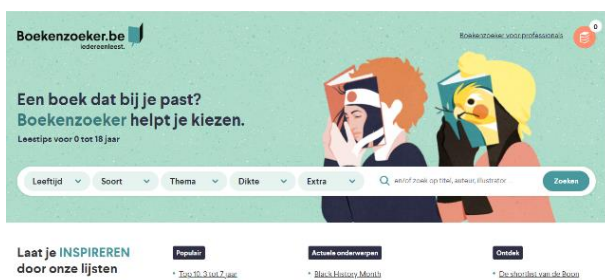 Boekenzoeker.be
iedereenleest.
Boekenzoeker voor professionals
0
Een boek dat bij je past?
Boekenzoeker helpt je kiezen.
Leestips voor 0 tot 18 jaar
Leeftijd
Soort
Thema
Dikte
Extra
en/of zoek op titel, auteur, illustrator...
Zoeken
Laat je INSPIREREN
door onze lijsten
Populair
Top 10: 3 tot 7 jaar
Actuele onderwerpen
Black History Month
Ontdek
De shortlist van de Boon